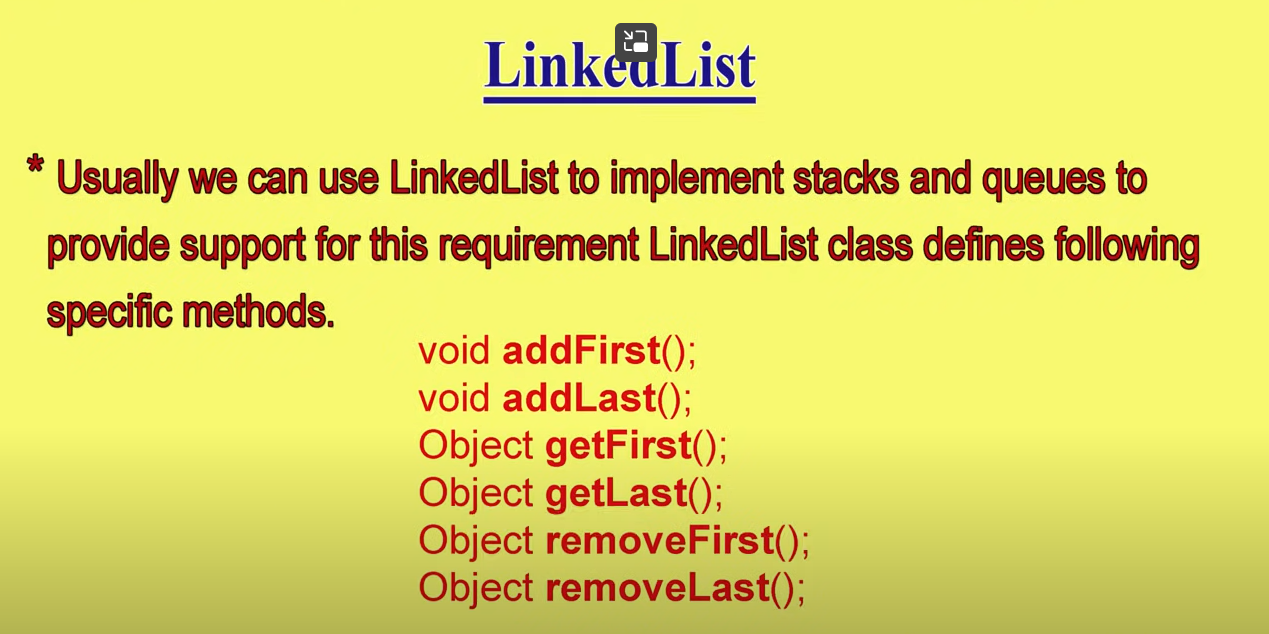 LinkedList
* Usually we can use LinkedList to implement stacks and queues to
provide support for this requirement LinkedList class defines following
specific methods.
void addFirst();
void addLast();
Object getFirst();
Object getLast();
Object removeFirst();
Object removeLast();